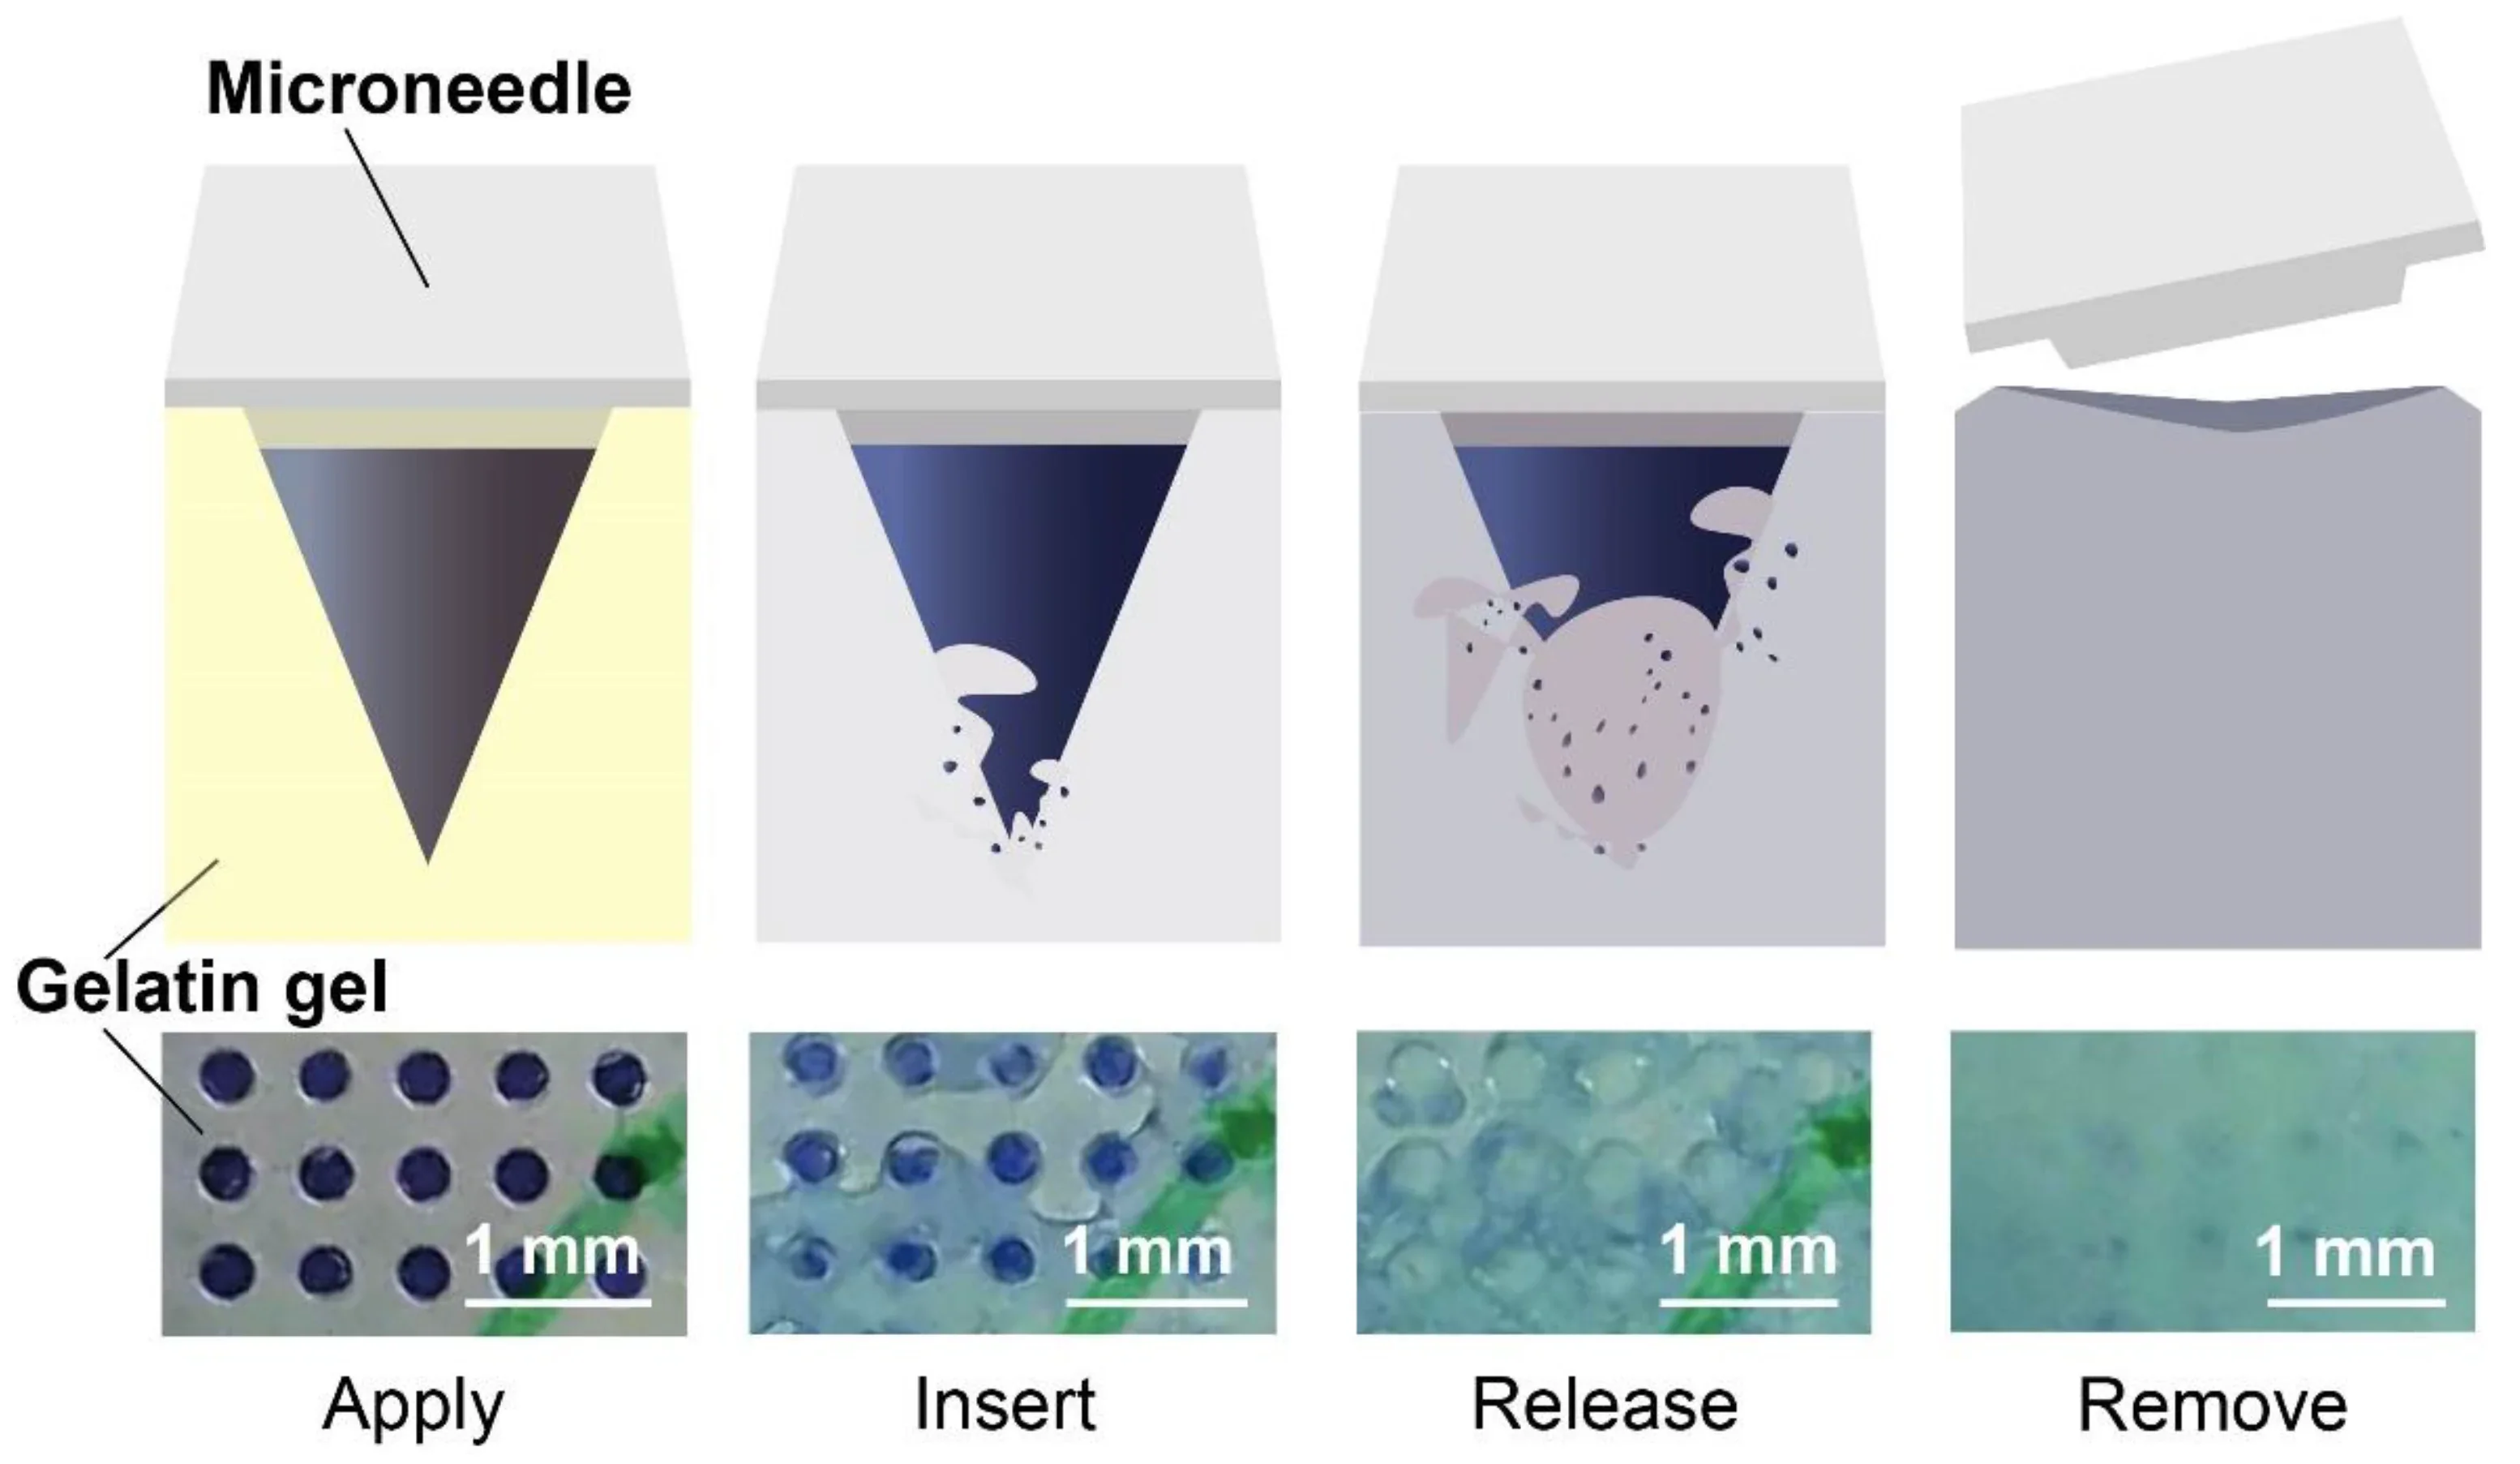 Microneedle
Gelatin gel
1 mm
1 mm
1 mm
1 mm
Apply
Insert
Release
Remove